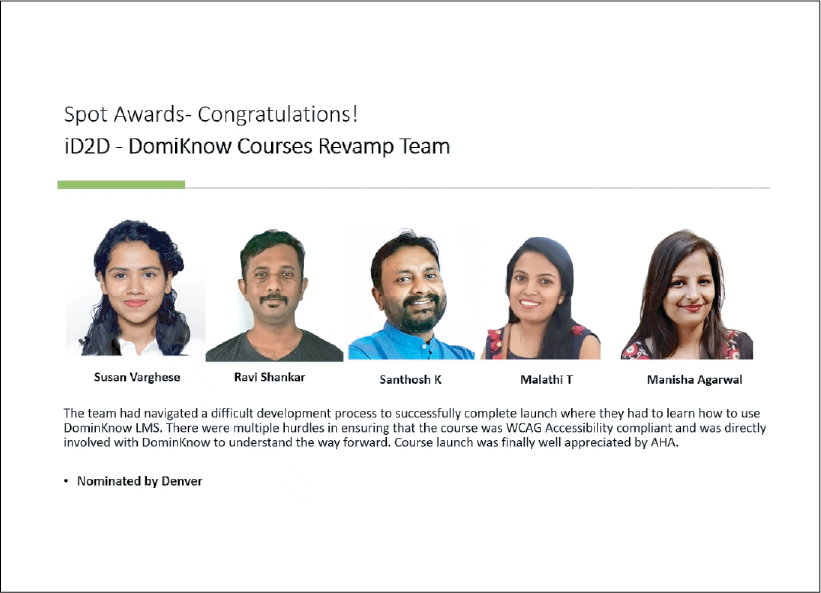 Spot Awards- Congratulations!
iD2D - DomiKnow Courses Revamp Team
Susan Varghese
Ravi Shankar
Santhosh K
Malathi T
Manisha Agarwal
The team had navigated a difficult development process to successfully complete launch where they had to learn how to use
DominKnow LMS. There were multiple hurdles in ensuring that the course was WCAG Accessibility compliant and was directly
involved with DominKnow to understand the way forward. Course launch was finally well appreciated by AHA.
• Nominated by Denver